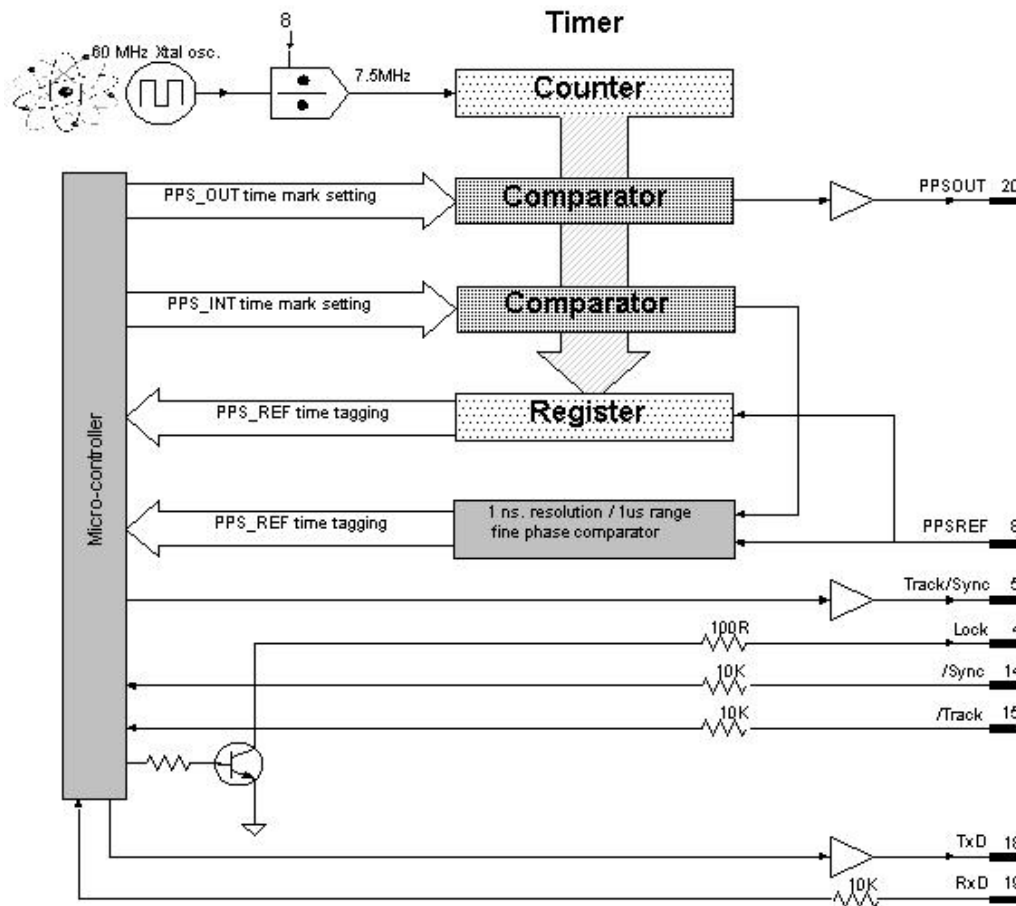 Timer
8
60 MHz Xtal osc.
7.5MHz
Counter
PPS_OUT time mark setting
Comparator
PPSOUT 20
PPS_INT time mark setting
Comparator
PPS_REF time tagging
Register
Micro-controller
PPS_REF time tagging
1 ns. resolution / 1us range
fine phase comparator
PPSREF 8
Track/Sync 5
100R
Lock 4
10K
/Sync 14
10K
/Track 15
TxD 18
10K
RxD 19